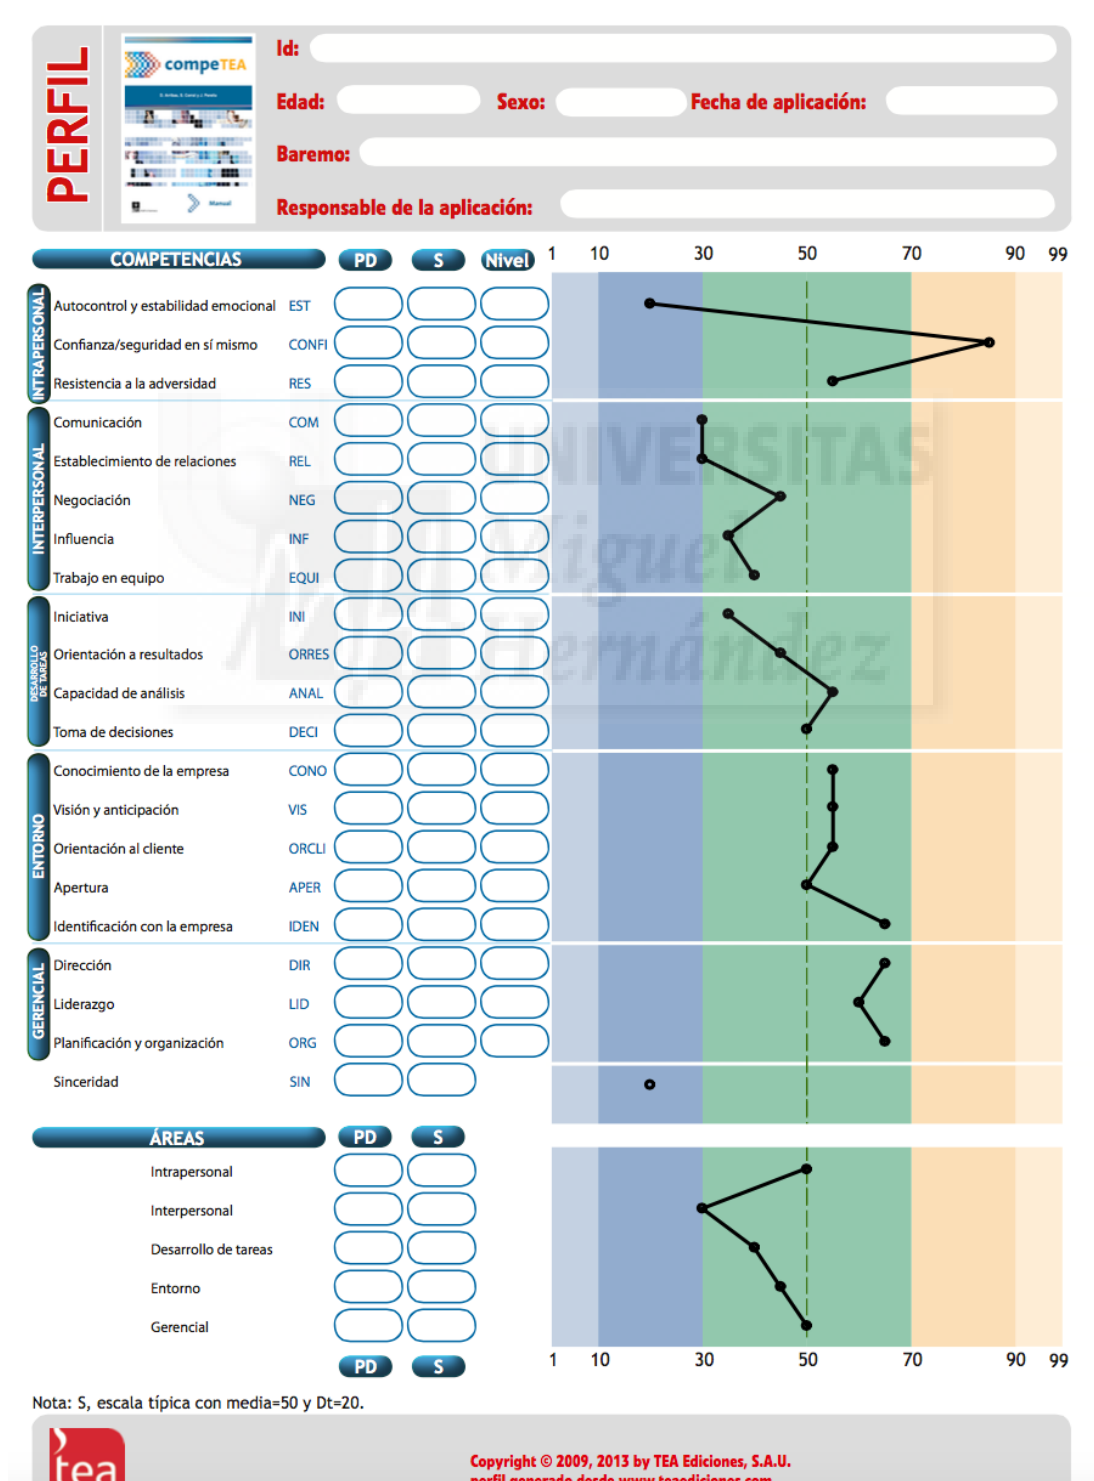 PERFIL
competea
Manual
Id:
Edad: Sexo: Fecha de aplicación:
Baremo:
Responsable de la aplicación:
COMPETENCIAS PD S Nivel 1 10 30 50 70 90 99
INTRAPERSONAL
Autocontrol y estabilidad emocional EST
Confianza/seguridad en sí mismo CONFI
Resistencia a la adversidad RES
INTERPERSONAL
Comunicación COM
Establecimiento de relaciones REL
Negociación NEG
Influencia INF
Trabajo en equipo EQUI
UNIVERSITAS
Miguel
Hernández
DESARROLLO
DE TAREAS
Iniciativa INI
Orientación a resultados ORRES
Capacidad de análisis ANAL
Toma de decisiones DECI
ENTORNO
Conocimiento de la empresa CONO
Visión y anticipación VIS
Orientación al cliente ORCLI
Apertura APER
Identificación con la empresa IDEN
GERENCIAL
Dirección DIR
Liderazgo LID
Planificación y organización ORG
Sinceridad SIN
ÁREAS PD S
Intrapersonal
Interpersonal
Desarrollo de tareas
Entorno
Gerencial
PD S 1 10 30 50 70 90 99
Nota: S, escala típica con media=50 y Dt=20.
tea
Copyright © 2009, 2013 by TEA Ediciones, S.A.U.
perfil generado desde www.teaediciones.com